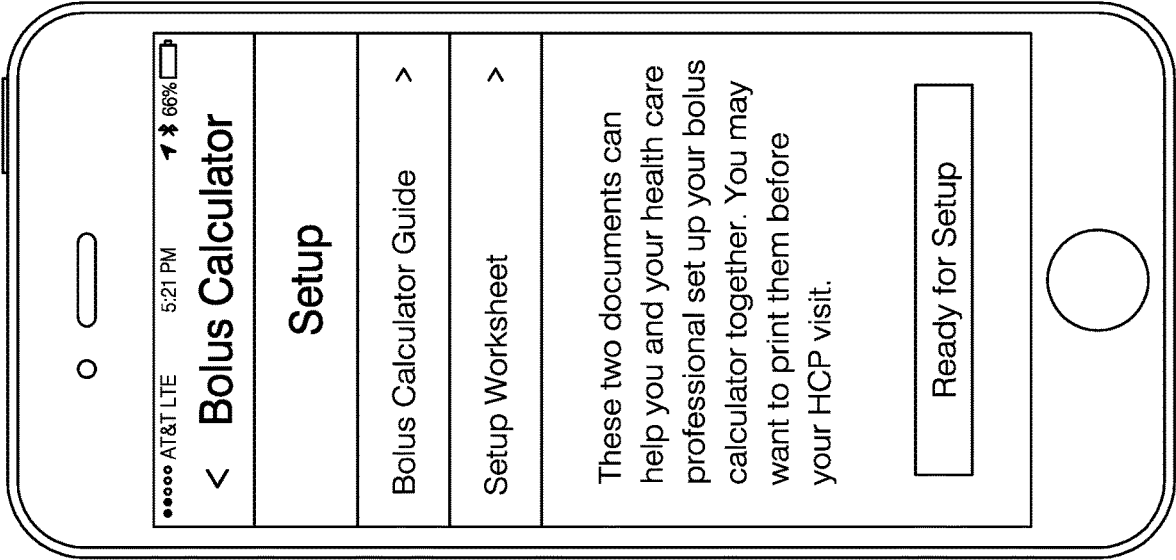 ●●●○○ AT&T LTE 5:21 PM 66%
< Bolus Calculator
Setup
Bolus Calculator Guide >
Setup Worksheet >
These two documents can
help you and your health care
professional set up your bolus
calculator together. You may
want to print them before
your HCP visit.
Ready for Setup